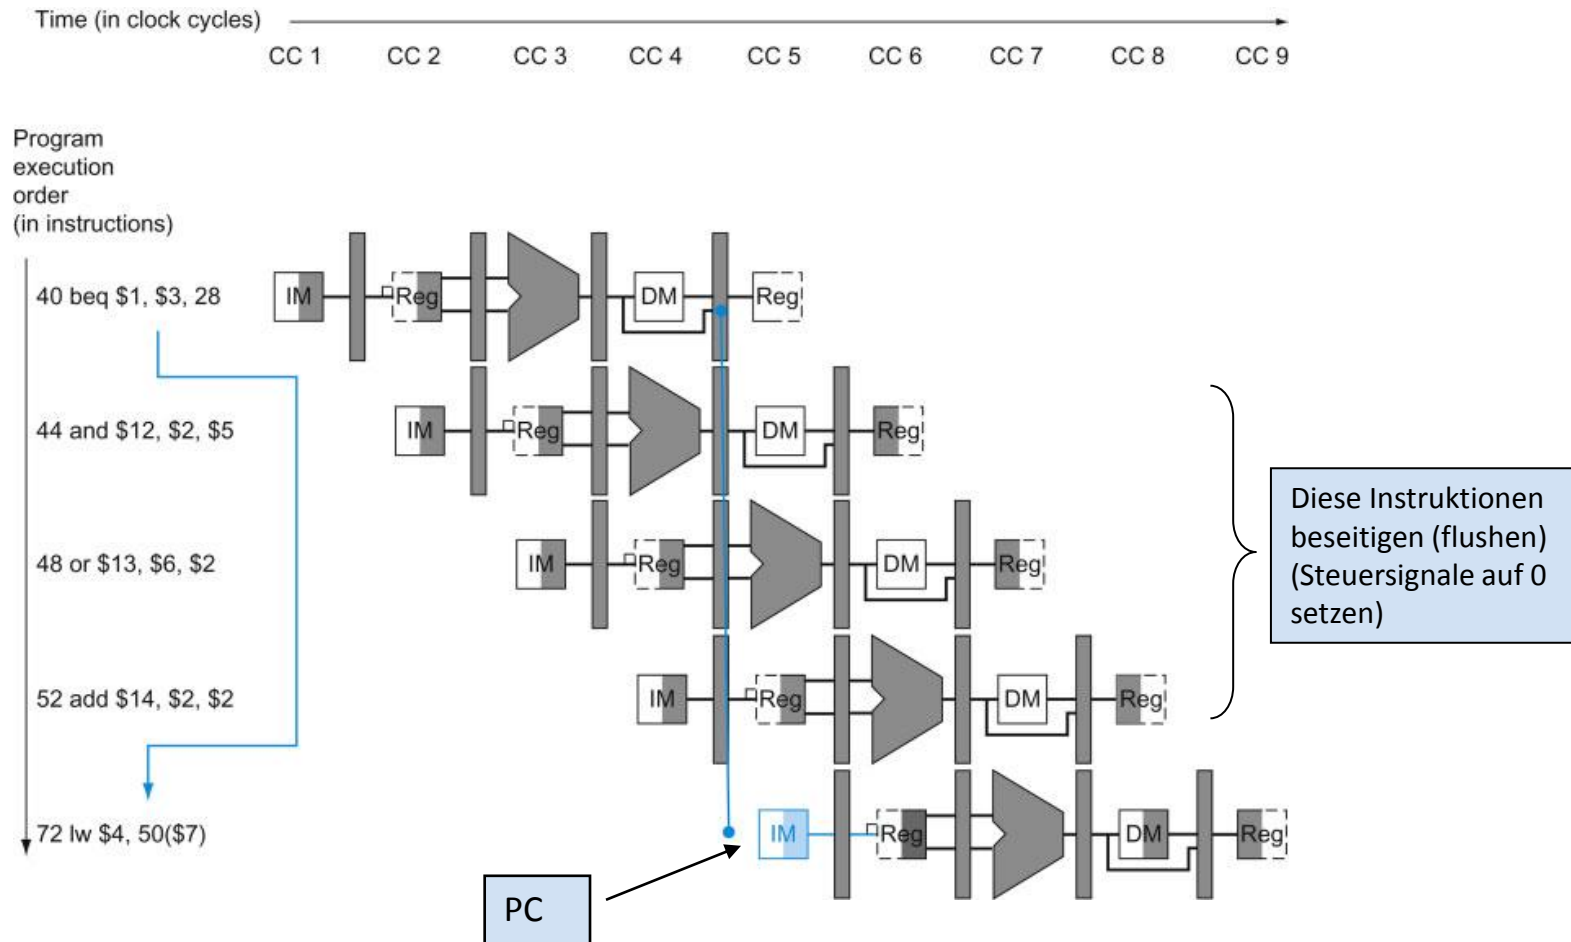 Time (in clock cycles)
CC 1 CC 2 CC 3 CC 4 CC 5 CC 6 CC 7 CC 8 CC 9
Program
execution
order
(in instructions)
40 beq $1, $3, 28
IM Reg DM Reg
44 and $12, $2, $5
IM Reg DM Reg
48 or $13, $6, $2
IM Reg DM Reg
52 add $14, $2, $2
IM Reg DM Reg
72 lw $4, 50($7)
IM Reg DM Reg
Diese Instruktionen
beseitigen (flushen)
(Steuersignale auf 0
setzen)
PC